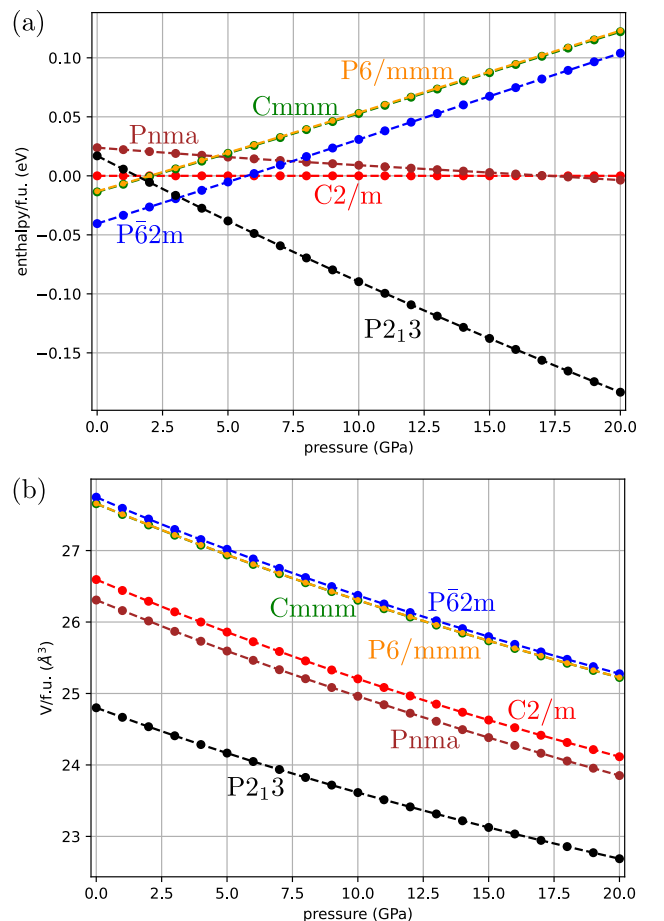 (a)
0.10
0.05
0.00
−0.05
−0.10
−0.15
enthalpy/f.u. (eV)
P6/mmm
Cmmm
Pnma
C2/m
P6̄2m
P2₁3
0.0 2.5 5.0 7.5 10.0 12.5 15.0 17.5 20.0
pressure (GPa)
(b)
27
26
25
24
23
V/f.u. (Å³)
P6̄2m
Cmmm
P6/mmm
C2/m
Pnma
P2₁3
0.0 2.5 5.0 7.5 10.0 12.5 15.0 17.5 20.0
pressure (GPa)